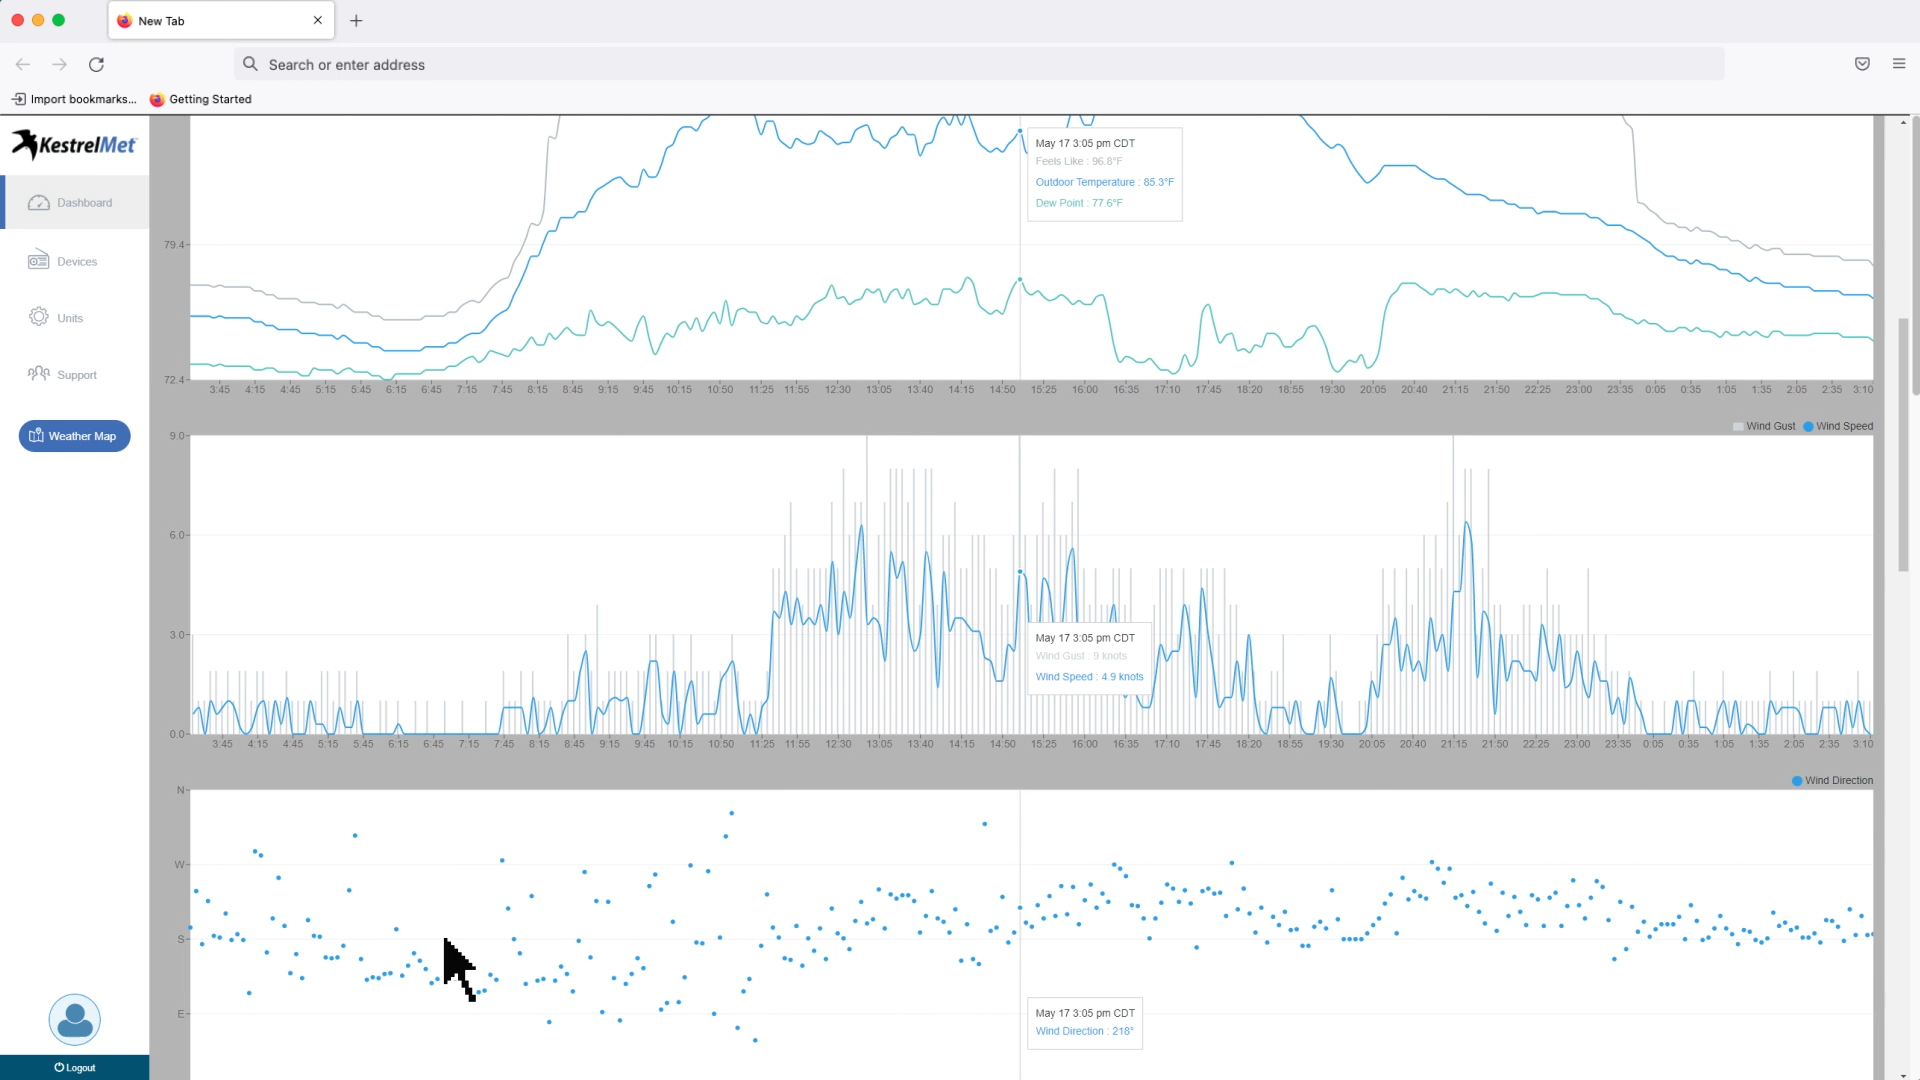 New Tab
Search or enter address
Import bookmarks...
Getting Started
KestrelMet
Dashboard
Devices
Units
Support
Weather Map
Logout
May 17 3:05 pm CDT
Feels Like : 96.8°F
Outdoor Temperature : 85.3°F
Dew Point : 77.6°F
79.4
72.4
3:45 4:15 4:45 5:15 5:45 6:15 6:45 7:15 7:45 8:15 8:45 9:15 9:45 10:15 10:50 11:25 11:55 12:30 13:05 13:40 14:15 14:50 15:25 16:00 16:35 17:10 17:45 18:20 18:55 19:30 20:05 20:40 21:15 21:50 22:25 23:00 23:35 0:05 0:35 1:05 1:35 2:05 2:35 3:10
Wind Gust Wind Speed
9.0
6.0
3.0
May 17 3:05 pm CDT
Wind Gust : 9 knots
Wind Speed : 4.9 knots
0.0
3:45 4:15 4:45 5:15 5:45 6:15 6:45 7:15 7:45 8:15 8:45 9:15 9:45 10:15 10:50 11:25 11:55 12:30 13:05 13:40 14:15 14:50 15:25 16:00 16:35 17:10 17:45 18:20 18:55 19:30 20:05 20:40 21:15 21:50 22:25 23:00 23:35 0:05 0:35 1:05 1:35 2:05 2:35 3:10
Wind Direction
N
W
S
E
May 17 3:05 pm CDT
Wind Direction : 218°